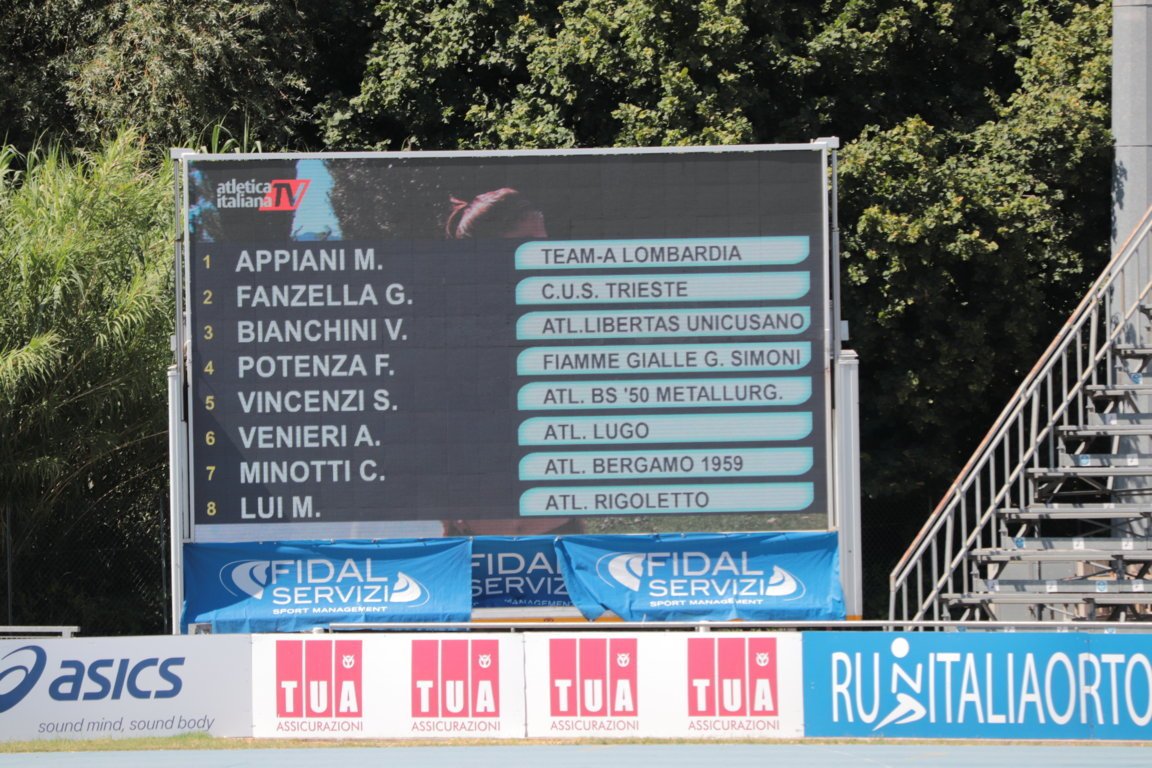 atletica
italiana TV
1 APPIANI M. TEAM-A LOMBARDIA
2 FANZELLA G. C.U.S. TRIESTE
3 BIANCHINI V. ATL.LIBERTAS UNICUSANO
4 POTENZA F. FIAMME GIALLE G. SIMONI
5 VINCENZI S. ATL. BS '50 METALLURG.
6 VENIERI A. ATL. LUGO
7 MINOTTI C. ATL. BERGAMO 1959
8 LUI M. ATL. RIGOLETTO
FIDAL
SERVIZI
SPORT MANAGEMENT
FIDAL
SERVIZI
MANAGEMENT
FIDAL
SERVIZI
SPORT MANAGEMENT
asics
sound mind, sound body
TUA
ASSICURAZIONI
TUA
ASSICURAZIONI
TUA
ASSICURAZIONI
TUA
ASSICURAZIONI
RUNITALIAORTO